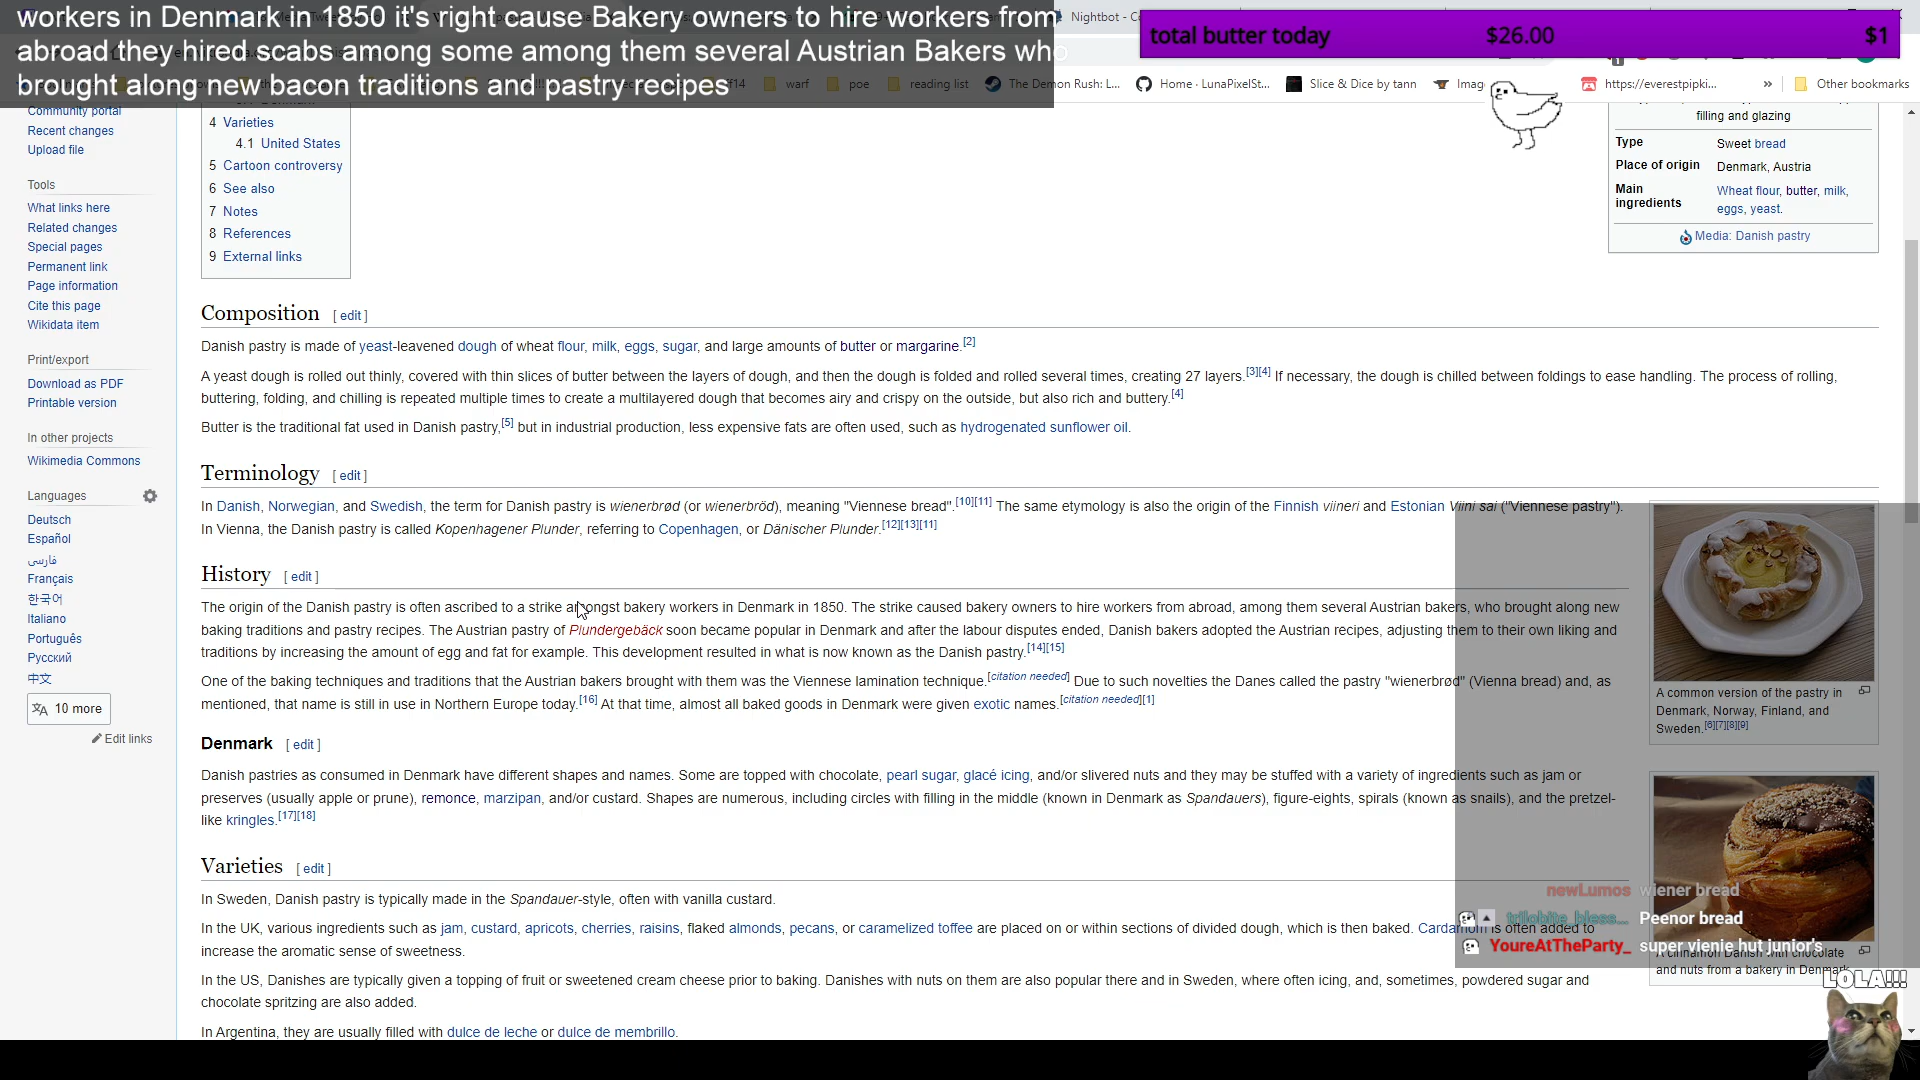 workers in Denmark in 1850 it's right cause Bakery owners to hire workers from
abroad they hired scabs among some among them several Austrian Bakers who
brought along new bacon traditions and pastry recipes
Nightbot - C
total butter today $26.00 $1
ff14 warf poe reading list The Demon Rush: L... Home · LunaPixelSt... Slice & Dice by tann Imag https://everestpipki... » Other bookmarks
Community portal
Recent changes
Upload file
Tools
What links here
Related changes
Special pages
Permanent link
Page information
Cite this page
Wikidata item
Print/export
Download as PDF
Printable version
In other projects
Wikimedia Commons
Languages
Deutsch
Español
فارسی
Français
한국어
Italiano
Português
Русский
中文
10 more
Edit links
4 Varieties
4.1 United States
5 Cartoon controversy
6 See also
7 Notes
8 References
9 External links
filling and glazing
Type Sweet bread
Place of origin Denmark, Austria
Main ingredients Wheat flour, butter, milk,
eggs, yeast.
Media: Danish pastry
Composition [ edit ]
Danish pastry is made of yeast-leavened dough of wheat flour, milk, eggs, sugar, and large amounts of butter or margarine.[2]
A yeast dough is rolled out thinly, covered with thin slices of butter between the layers of dough, and then the dough is folded and rolled several times, creating 27 layers.[3][4] If necessary, the dough is chilled between foldings to ease handling. The process of rolling,
buttering, folding, and chilling is repeated multiple times to create a multilayered dough that becomes airy and crispy on the outside, but also rich and buttery.[4]
Butter is the traditional fat used in Danish pastry,[5] but in industrial production, less expensive fats are often used, such as hydrogenated sunflower oil.
Terminology [ edit ]
In Danish, Norwegian, and Swedish, the term for Danish pastry is wienerbrød (or wienerbröd), meaning "Viennese bread".[10][11] The same etymology is also the origin of the Finnish viineri and Estonian Viini sai ("Viennese pastry").
In Vienna, the Danish pastry is called Kopenhagener Plunder, referring to Copenhagen, or Dänischer Plunder.[12][13][11]
History [ edit ]
The origin of the Danish pastry is often ascribed to a strike amongst bakery workers in Denmark in 1850. The strike caused bakery owners to hire workers from abroad, among them several Austrian bakers, who brought along new
baking traditions and pastry recipes. The Austrian pastry of Plundergebäck soon became popular in Denmark and after the labour disputes ended, Danish bakers adopted the Austrian recipes, adjusting them to their own liking and
traditions by increasing the amount of egg and fat for example. This development resulted in what is now known as the Danish pastry.[14][15]
One of the baking techniques and traditions that the Austrian bakers brought with them was the Viennese lamination technique.[citation needed] Due to such novelties the Danes called the pastry "wienerbrød" (Vienna bread) and, as
mentioned, that name is still in use in Northern Europe today.[16] At that time, almost all baked goods in Denmark were given exotic names.[citation needed][1]
Denmark [ edit ]
Danish pastries as consumed in Denmark have different shapes and names. Some are topped with chocolate, pearl sugar, glacé icing, and/or slivered nuts and they may be stuffed with a variety of ingredients such as jam or
preserves (usually apple or prune), remonce, marzipan, and/or custard. Shapes are numerous, including circles with filling in the middle (known in Denmark as Spandauers), figure-eights, spirals (known as snails), and the pretzel-
like kringles.[17][18]
Varieties [ edit ]
In Sweden, Danish pastry is typically made in the Spandauer-style, often with vanilla custard.
In the UK, various ingredients such as jam, custard, apricots, cherries, raisins, flaked almonds, pecans, or caramelized toffee are placed on or within sections of divided dough, which is then baked. Cardamom is often added to
increase the aromatic sense of sweetness.
In the US, Danishes are typically given a topping of fruit or sweetened cream cheese prior to baking. Danishes with nuts on them are also popular there and in Sweden, where often icing, and, sometimes, powdered sugar and
chocolate spritzing are also added.
In Argentina, they are usually filled with dulce de leche or dulce de membrillo.
A common version of the pastry in
Denmark, Norway, Finland, and
Sweden.[6][7][8][9]
A cinnamon Danish with chocolate
and nuts from a bakery in Denmark
newLumos wiener bread
trilobite_bless... Peenor bread
YoureAtTheParty_ super vienie hut junior's
LOLA!!!